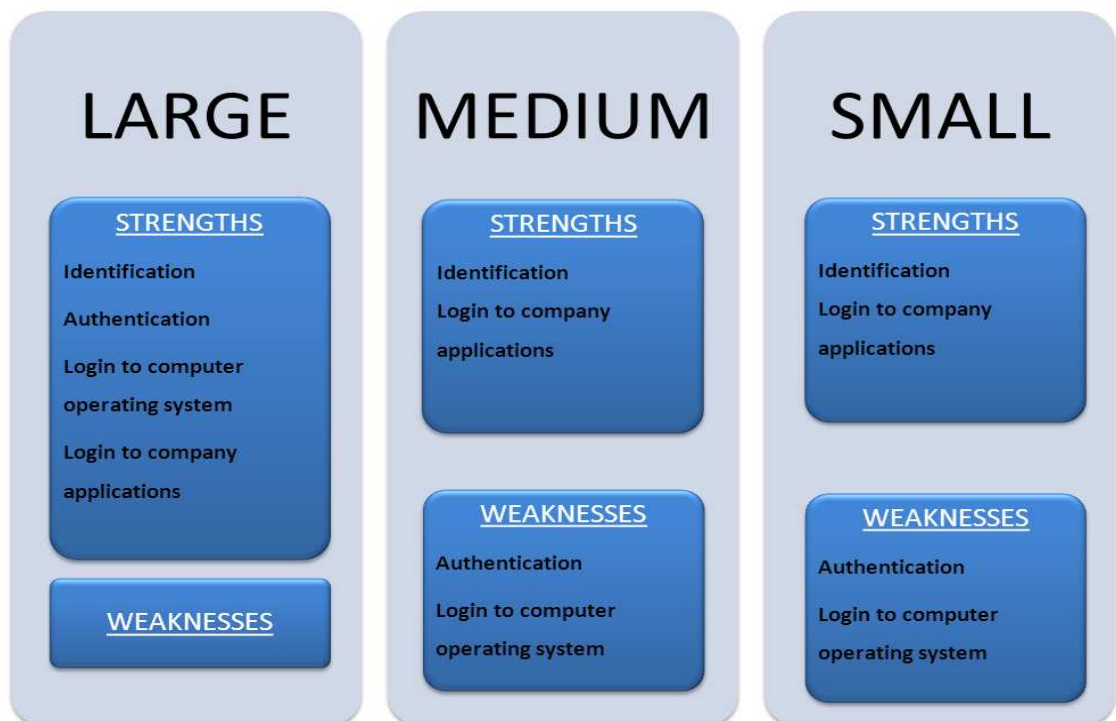 LARGE
STRENGTHS
Identification
Authentication
Login to computer
operating system
Login to company
applications
WEAKNESSES
MEDIUM
STRENGTHS
Identification
Login to company
applications
WEAKNESSES
Authentication
Login to computer
operating system
SMALL
STRENGTHS
Identification
Login to company
applications
WEAKNESSES
Authentication
Login to computer
operating system